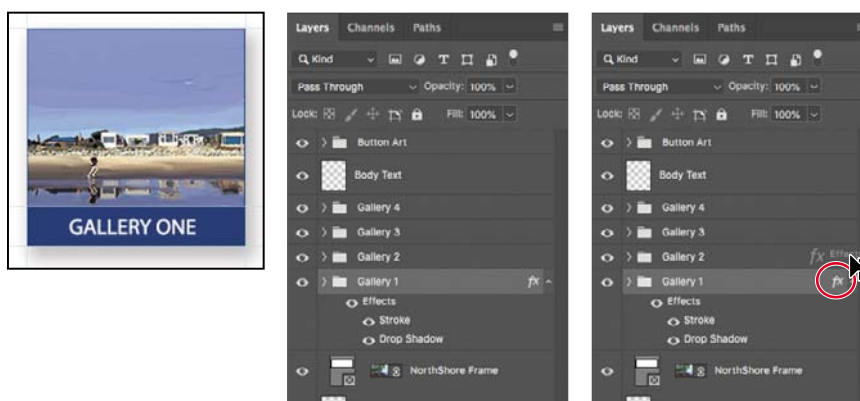 GALLERY ONE
Layers Channels Paths
Kind
Pass Through Opacity: 100%
Lock: Fill: 100%
Button Art
Body Text
Gallery 4
Gallery 3
Gallery 2
Gallery 1 fx
Effects
Stroke
Drop Shadow
NorthShore Frame
Layers Channels Paths
Kind
Pass Through Opacity: 100%
Lock: Fill: 100%
Button Art
Body Text
Gallery 4
Gallery 3
Gallery 2 fx
Gallery 1 fx
Effects
Stroke
Drop Shadow
NorthShore Frame